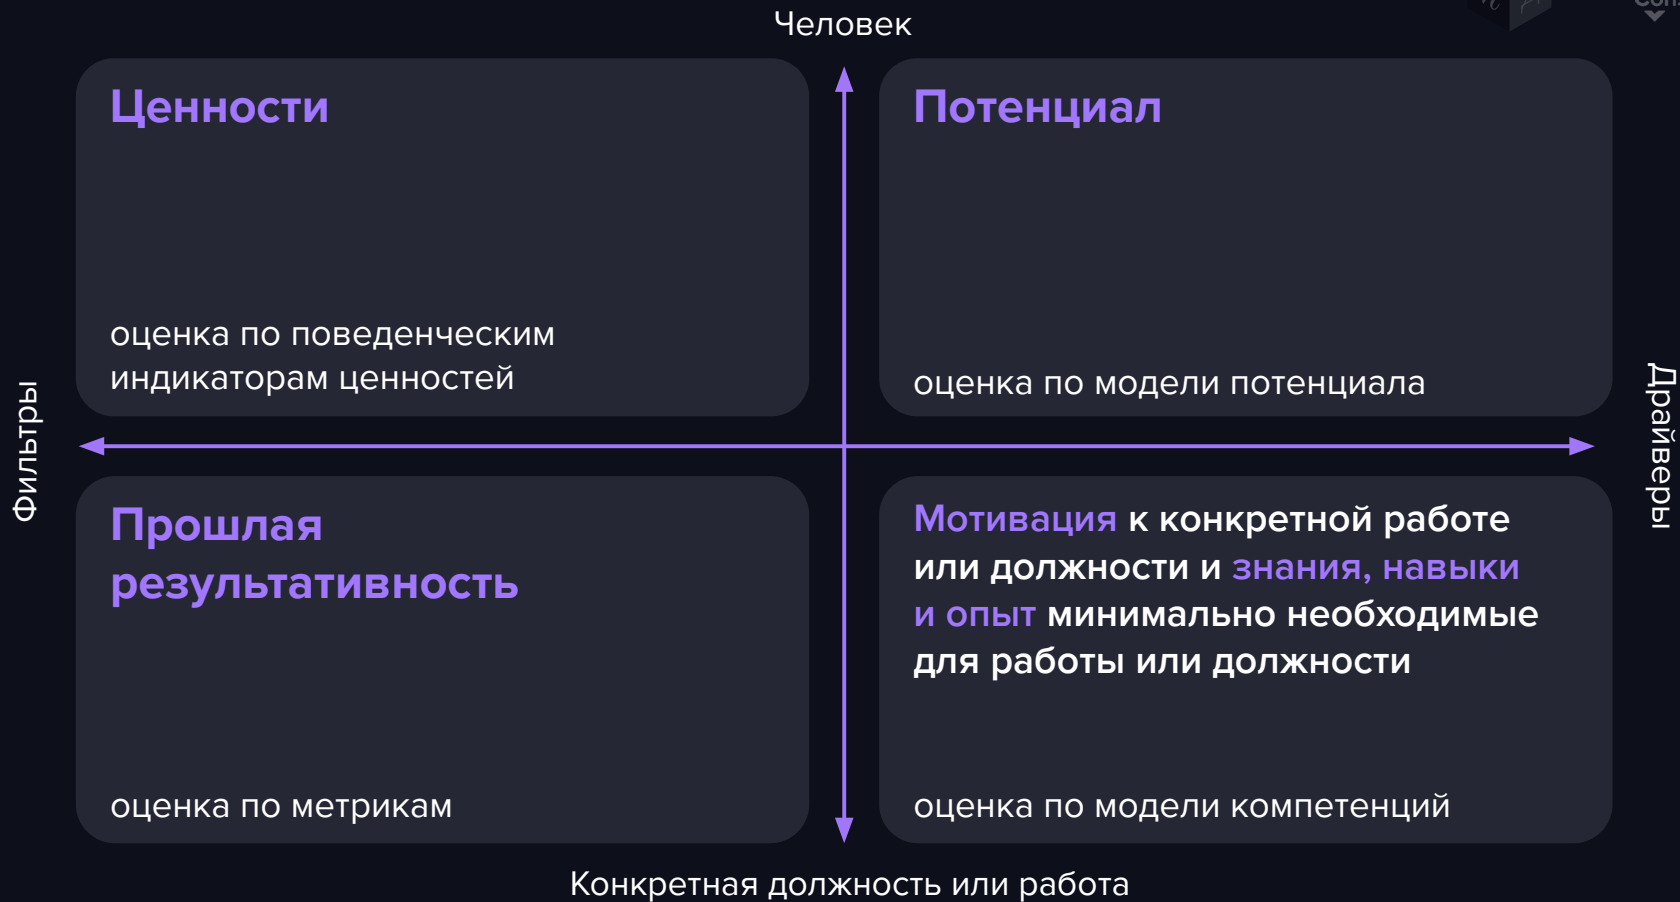 Человек
Ценности
оценка по поведенческим
индикаторам ценностей
Потенциал
оценка по модели потенциала
Фильтры
Драйверы
Прошлая
результативность
оценка по метрикам
Мотивация к конкретной работе
или должности и знания, навыки
и опыт минимально необходимые
для работы или должности
оценка по модели компетенций
Конкретная должность или работа